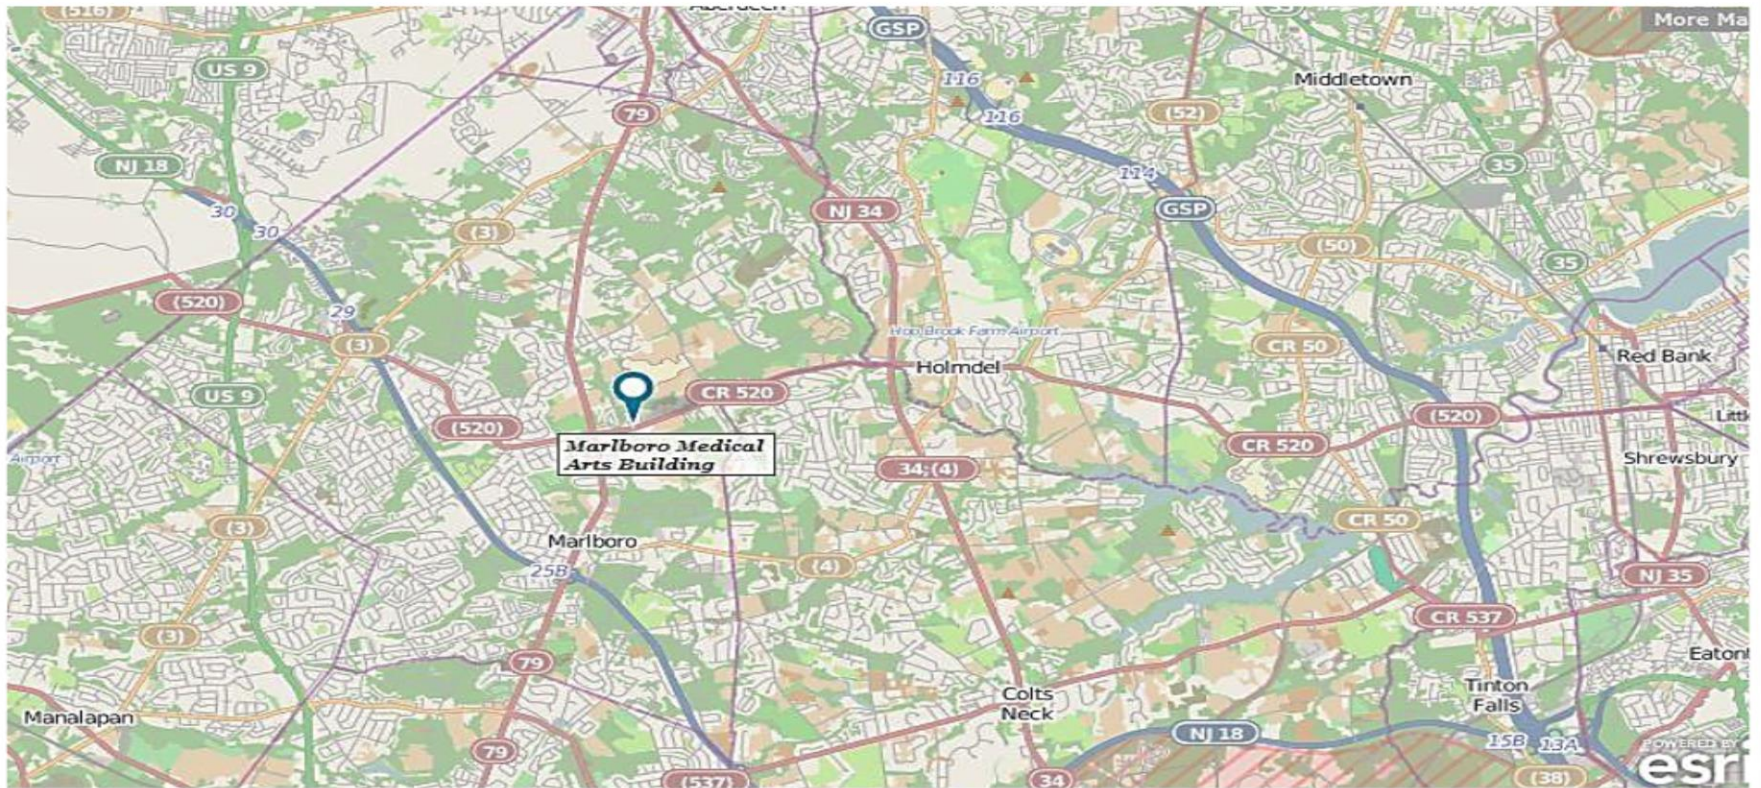 (516)
Aberdeen
GSP
33
More Ma
US 9
116
Middletown
79
116
(52)
NJ 18
114
35
30
NJ 34
GSP
30
(3)
(50)
35
(520)
29
(3)
Hop Brook Farm Airport
CR 50
Holmdel
Red Bank
US 9
CR 520
(520)
(520)
Littl
Marlboro Medical
Arts Building
CR 520
Airport
34;(4)
Shrewsbury
(3)
CR 50
Marlboro
25B
(4)
NJ 35
CR 537
(3)
79
Eatont
Tinton
Falls
Colts
Neck
Manalapan
NJ 18
79
15B
13A
POWERED BY
esri
(537)
34
(38)